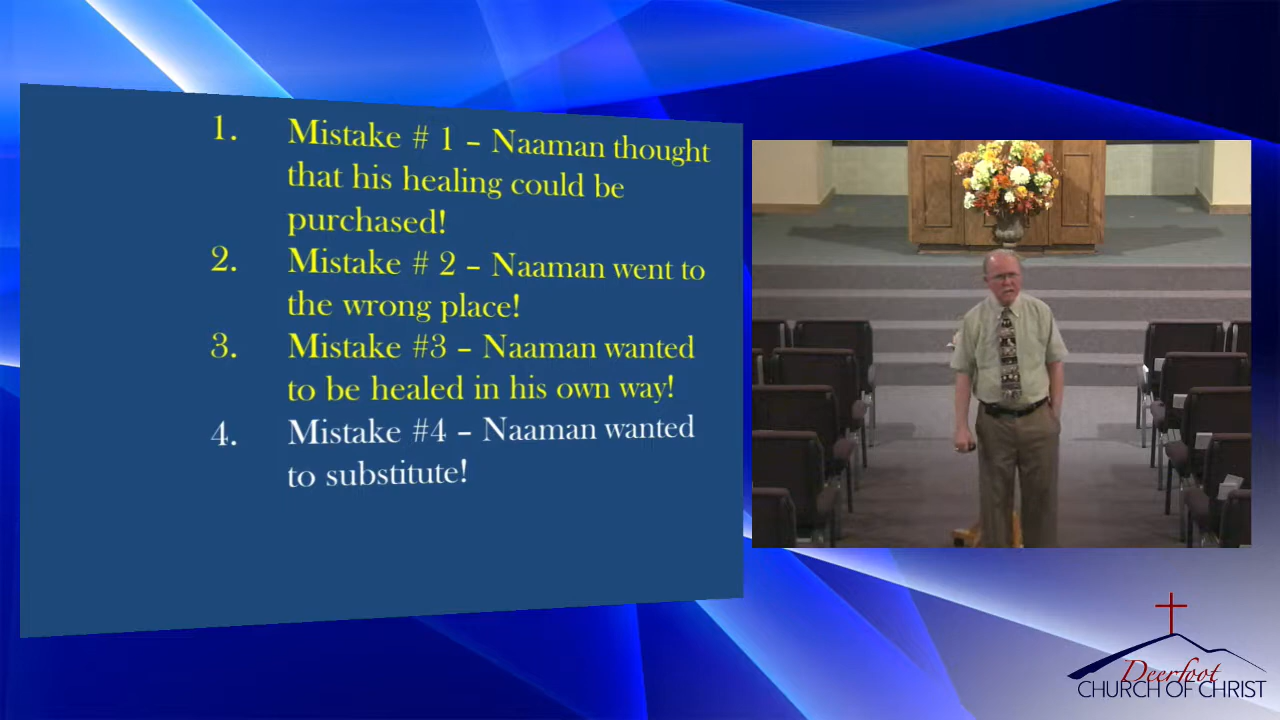 1. Mistake # 1 – Naaman thought
that his healing could be
purchased!
2. Mistake # 2 – Naaman went to
the wrong place!
3. Mistake #3 – Naaman wanted
to be healed in his own way!
4. Mistake #4 – Naaman wanted
to substitute!
Deerfoot
CHURCH OF CHRIST